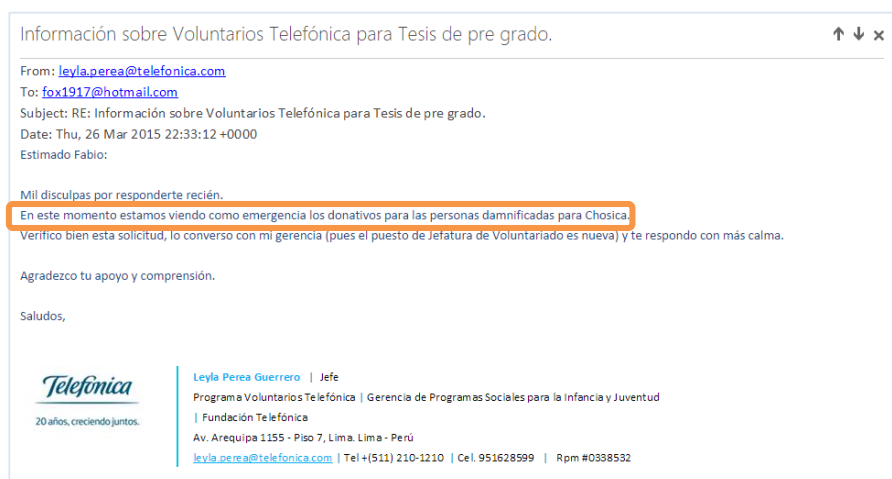 Información sobre Voluntarios Telefónica para Tesis de pre grado.
From: leyla.perea@telefonica.com
To: fox1917@hotmail.com
Subject: RE: Información sobre Voluntarios Telefónica para Tesis de pre grado.
Date: Thu, 26 Mar 2015 22:33:12 +0000
Estimado Fabio:
Mil disculpas por responderte recién.
En este momento estamos viendo como emergencia los donativos para las personas damnificadas para Chosica.
Verifico bien esta solicitud, lo converso con mi gerencia (pues el puesto de Jefatura de Voluntariado es nueva) y te respondo con más calma.
Agradezco tu apoyo y comprensión.
Saludos,
Telefónica
20 años, creciendo juntos.
Leyla Perea Guerrero | Jefe
Programa Voluntarios Telefónica | Gerencia de Programas Sociales para la Infancia y Juventud
| Fundación Telefónica
Av. Arequipa 1155 - Piso 7, Lima. Lima - Perú
leyla.perea@telefonica.com | Tel +(511) 210-1210 | Cel. 951628599 | Rpm #0338532